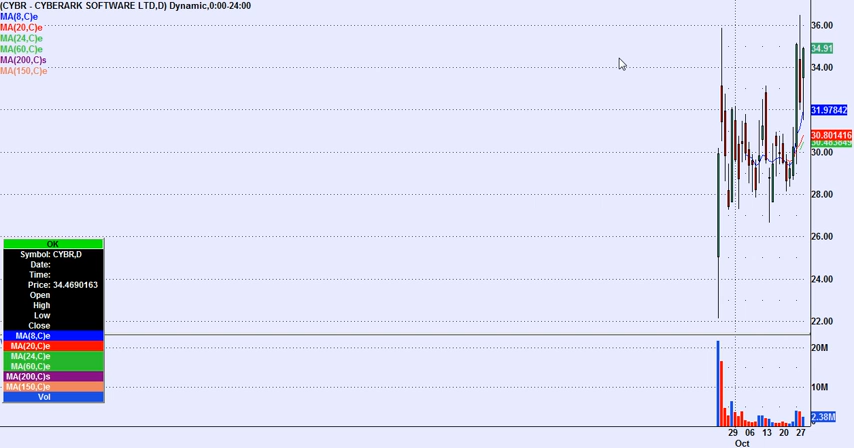 (CYBR - CYBERARK SOFTWARE LTD,D) Dynamic,0:00-24:00
MA(8,C)e
MA(20,C)e
MA(24,C)e
MA(60,C)e
MA(200,C)s
MA(150,C)e
36.00
34.91
34.00
31.97842
30.801416
30.483849
30.00
28.00
26.00
24.00
22.00
OK
Symbol: CYBR,D
Date:
Time:
Price: 34.4690163
Open
High
Low
Close
MA(8,C)e
MA(20,C)e
MA(24,C)e
MA(60,C)e
MA(200,C)s
MA(150,C)e
Vol
20M
10M
2.38M
29 06 13 20 27
Oct